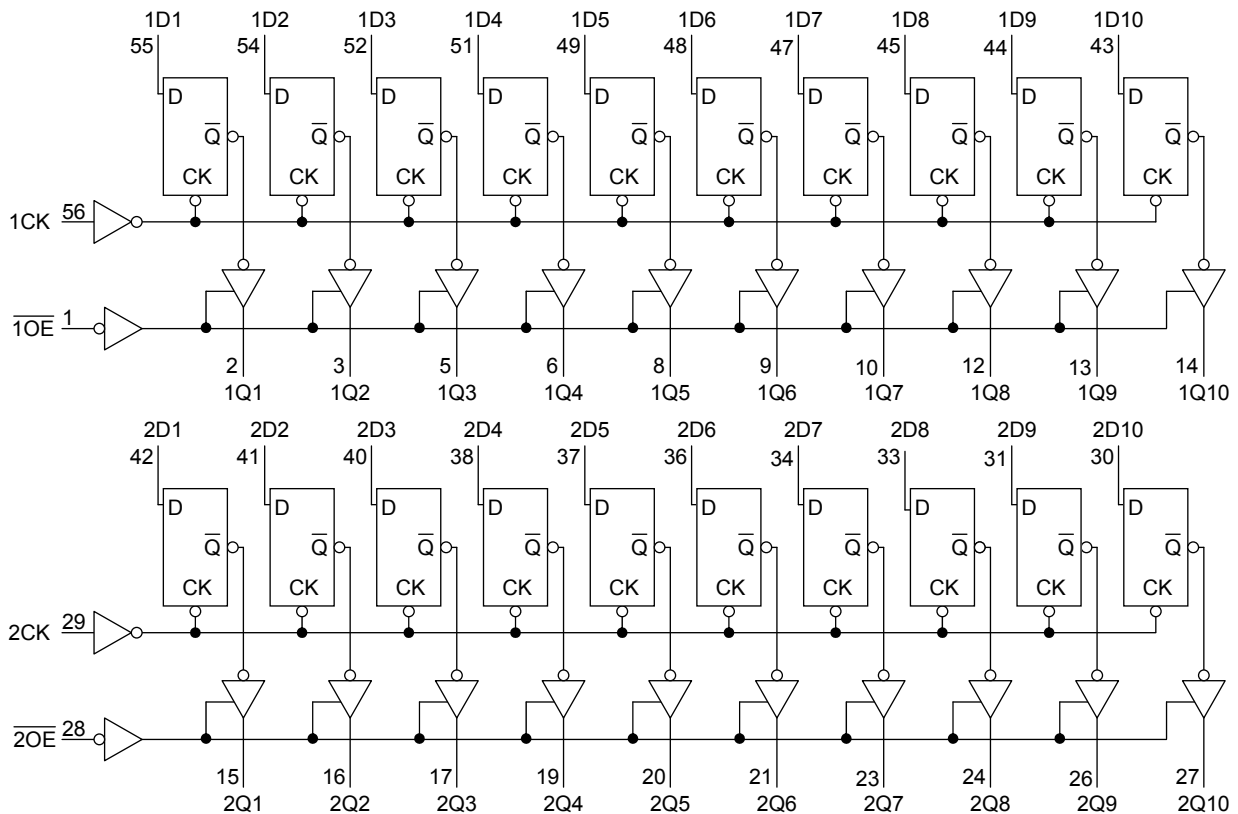 1D1 1D2 1D3 1D4 1D5 1D6 1D7 1D8 1D9 1D10
55 54 52 51 49 48 47 45 44 43
D D D D D D D D D D
Q̅ Q̅ Q̅ Q̅ Q̅ Q̅ Q̅ Q̅ Q̅ Q̅
CK CK CK CK CK CK CK CK CK CK
1CK 56
1̅O̅E̅ 1
2 3 5 6 8 9 10 12 13 14
1Q1 1Q2 1Q3 1Q4 1Q5 1Q6 1Q7 1Q8 1Q9 1Q10
2D1 2D2 2D3 2D4 2D5 2D6 2D7 2D8 2D9 2D10
42 41 40 38 37 36 34 33 31 30
D D D D D D D D D D
Q̅ Q̅ Q̅ Q̅ Q̅ Q̅ Q̅ Q̅ Q̅ Q̅
CK CK CK CK CK CK CK CK CK CK
2CK 29
2̅O̅E̅ 28
15 16 17 19 20 21 23 24 26 27
2Q1 2Q2 2Q3 2Q4 2Q5 2Q6 2Q7 2Q8 2Q9 2Q10